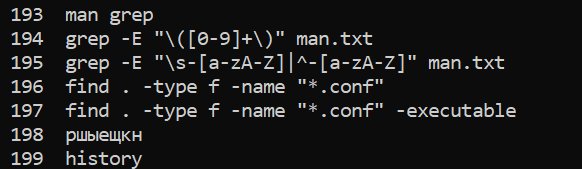 193 man grep
194 grep -E "\([0-9]+\)" man.txt
195 grep -E "\s-[a-zA-Z]|^-[a-zA-Z]" man.txt
196 find . -type f -name "*.conf"
197 find . -type f -name "*.conf" -executable
198 ршыещкн
199 history